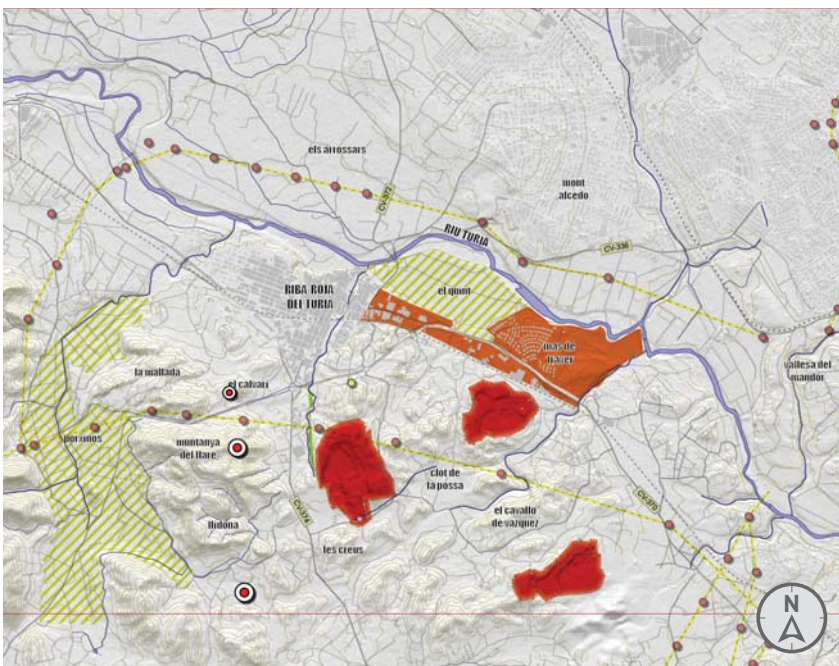 els arrossars
mont
alcedo
CV-372
RIU TURIA
CV-336
RIBA ROJA
DEL TURIA
el quint
mas de
traver
la mallada
el calvari
vallesa del
mandor
porxinos
muntanya
del llare
clot de
la possa
CV-370
CV-374
llidona
el cavallo
de vazquez
les creus
N